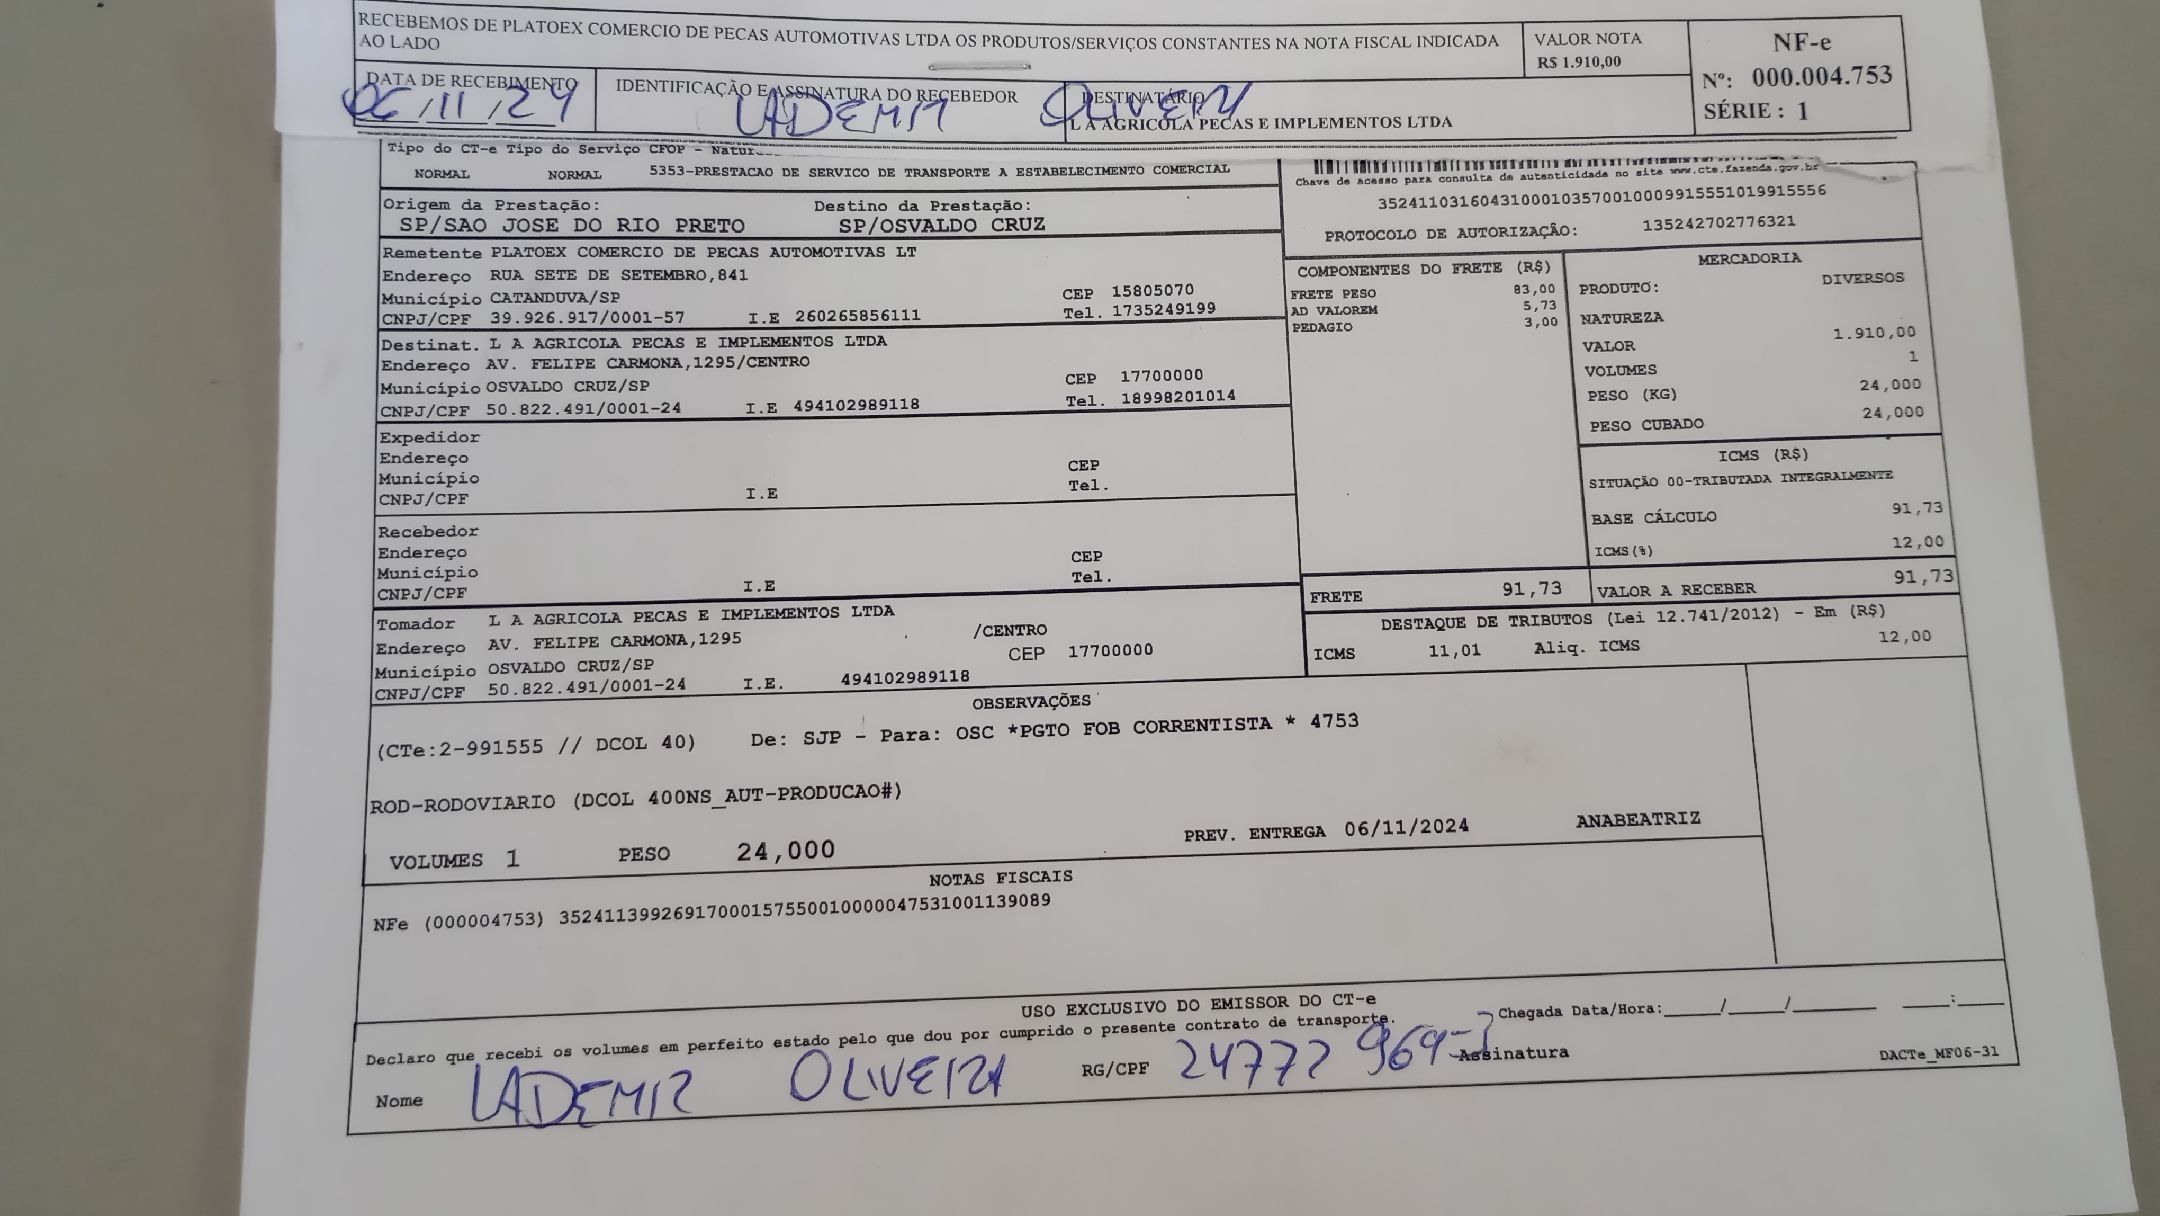 RECEBEMOS DE PLATOEX COMERCIO DE PECAS AUTOMOTIVAS LTDA OS PRODUTOS/SERVIÇOS CONSTANTES NA NOTA FISCAL INDICADA
AO LADO
VALOR NOTA
R$ 1.910,00
NF-e
Nº: 000.004.753
SÉRIE : 1
DATA DE RECEBIMENTO
06/11/24
IDENTIFICAÇÃO E ASSINATURA DO RECEBEDOR
LADEMIR OLIVEIRA
DESTINATÁRIO
L A AGRICOLA PECAS E IMPLEMENTOS LTDA
Tipo do CT-e Tipo do Serviço CFOP - Natur
NORMAL NORMAL 5353-PRESTACAO DE SERVICO DE TRANSPORTE A ESTABELECIMENTO COMERCIAL
Chave de acesso para consulta de autenticidade no site www.cte.fazenda.gov.br
35241103160431000103570010009915551019915556
PROTOCOLO DE AUTORIZAÇÃO: 135242702776321
Origem da Prestação: Destino da Prestação:
SP/SAO JOSE DO RIO PRETO SP/OSVALDO CRUZ
Remetente PLATOEX COMERCIO DE PECAS AUTOMOTIVAS LT
Endereço RUA SETE DE SETEMBRO,841
Município CATANDUVA/SP CEP 15805070
CNPJ/CPF 39.926.917/0001-57 I.E 260265856111 Tel. 1735249199
Destinat. L A AGRICOLA PECAS E IMPLEMENTOS LTDA
Endereço AV. FELIPE CARMONA,1295/CENTRO
Município OSVALDO CRUZ/SP CEP 17700000
CNPJ/CPF 50.822.491/0001-24 I.E 494102989118 Tel. 18998201014
Expedidor
Endereço
Município CEP
CNPJ/CPF I.E Tel.
Recebedor
Endereço
Município CEP
CNPJ/CPF I.E Tel.
Tomador L A AGRICOLA PECAS E IMPLEMENTOS LTDA
Endereço AV. FELIPE CARMONA,1295 /CENTRO
Município OSVALDO CRUZ/SP CEP 17700000
CNPJ/CPF 50.822.491/0001-24 I.E. 494102989118
COMPONENTES DO FRETE (R$)
FRETE PESO 83,00
AD VALOREM 5,73
PEDAGIO 3,00
MERCADORIA
PRODUTO: DIVERSOS
NATUREZA
VALOR 1.910,00
VOLUMES 1
PESO (KG) 24,000
PESO CUBADO 24,000
ICMS (R$)
SITUAÇÃO 00-TRIBUTADA INTEGRALMENTE
BASE CÁLCULO 91,73
ICMS(%) 12,00
FRETE 91,73 VALOR A RECEBER 91,73
DESTAQUE DE TRIBUTOS (Lei 12.741/2012) - Em (R$)
ICMS 11,01 Aliq. ICMS 12,00
OBSERVAÇÕES
(CTe:2-991555 // DCOL 40) De: SJP - Para: OSC *PGTO FOB CORRENTISTA * 4753
ROD-RODOVIARIO (DCOL 400NS_AUT-PRODUCAO#)
VOLUMES 1 PESO 24,000 PREV. ENTREGA 06/11/2024 ANABEATRIZ
NOTAS FISCAIS
NFe (000004753) 35241139926917000157550010000047531001139089
USO EXCLUSIVO DO EMISSOR DO CT-e
Declaro que recebi os volumes em perfeito estado pelo que dou por cumprido o presente contrato de transporte.
Chegada Data/Hora:____/____/______ ____:____
Nome LADEMIR OLIVEIRA RG/CPF 24772 969-3 Assinatura
DACTe_MF06-31